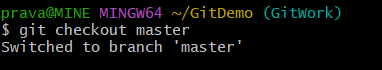 prava@MINE MINGW64 ~/GitDemo (GitWork)
$ git checkout master
Switched to branch 'master'